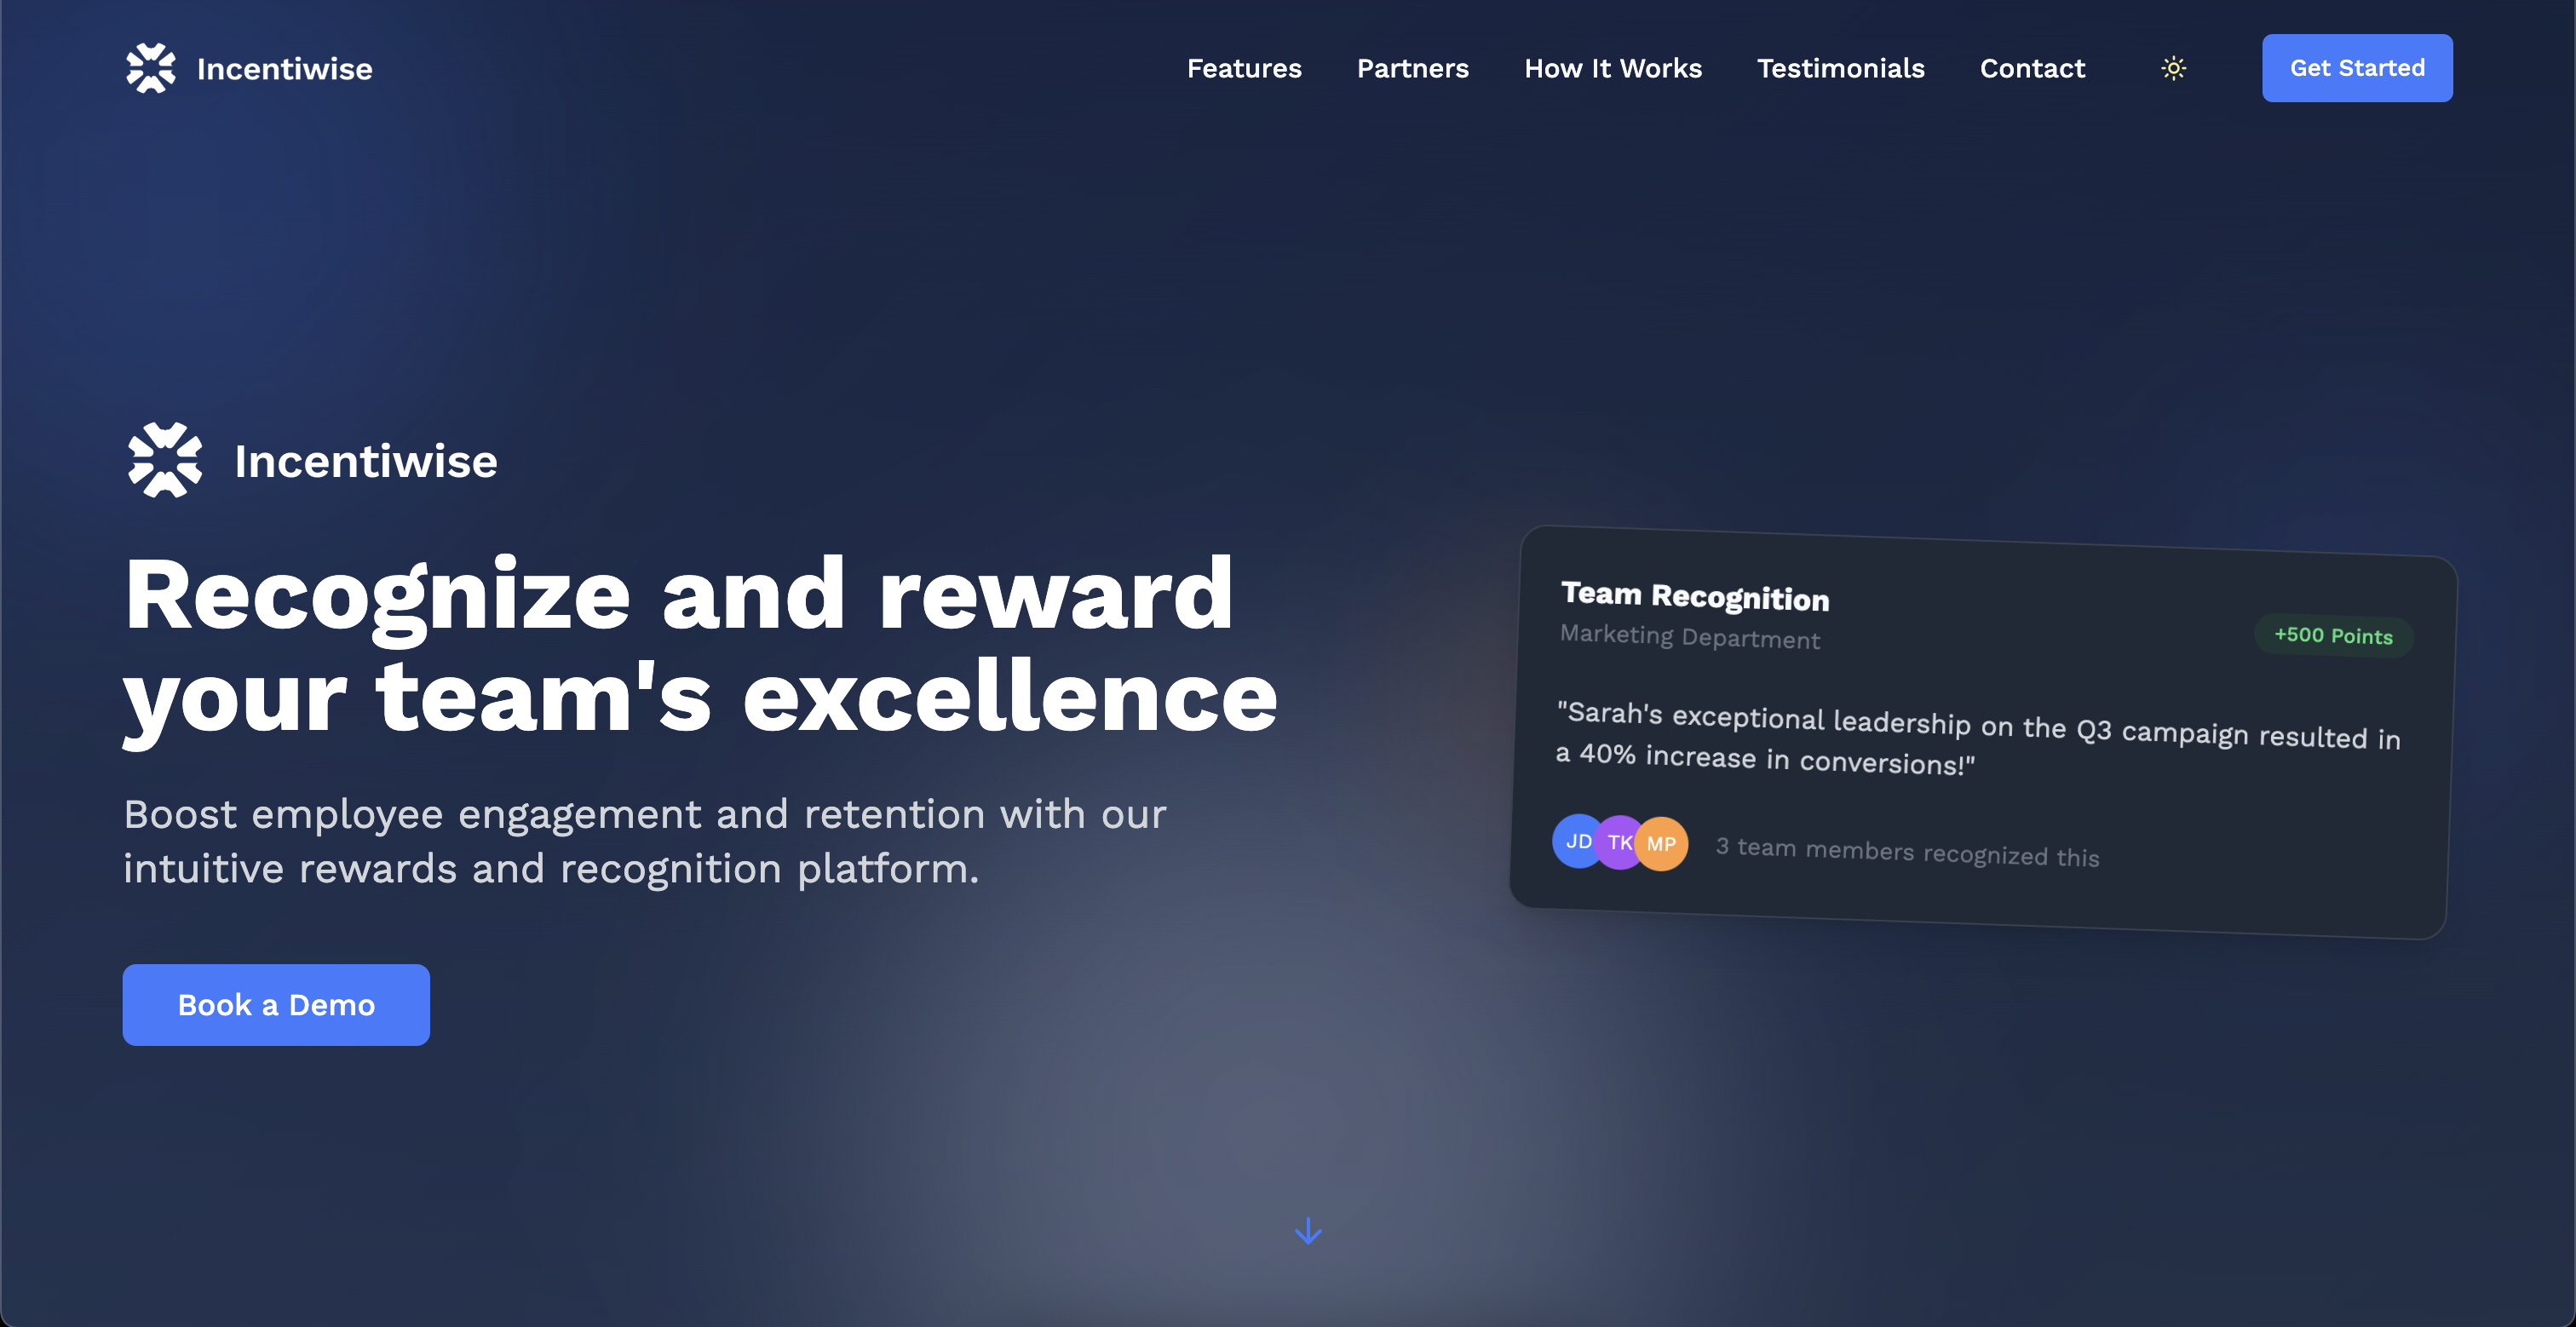 Incentiwise
Features
Partners
How It Works
Testimonials
Contact
Get Started
Incentiwise
Recognize and reward
your team's excellence
Boost employee engagement and retention with our
intuitive rewards and recognition platform.
Book a Demo
Team Recognition
Marketing Department
+500 Points
"Sarah's exceptional leadership on the Q3 campaign resulted in
a 40% increase in conversions!"
JD TK MP 3 team members recognized this